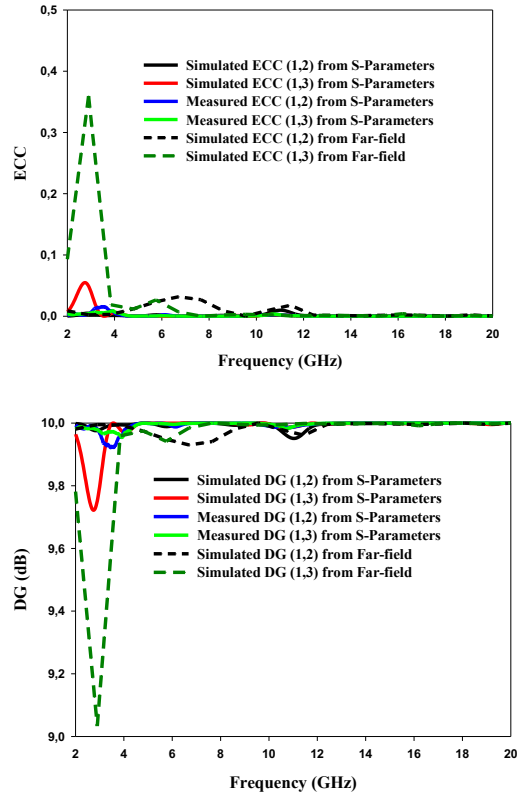 0,5
0,4
0,3
0,2
0,1
0,0
ECC
Simulated ECC (1,2) from S-Parameters
Simulated ECC (1,3) from S-Parameters
Measured ECC (1,2) from S-Parameters
Measured ECC (1,3) from S-Parameters
Simulated ECC (1,2) from Far-field
Simulated ECC (1,3) from Far-field
2 4 6 8 10 12 14 16 18 20
Frequency (GHz)
10,0
9,8
9,6
9,4
9,2
9,0
DG (dB)
Simulated DG (1,2) from S-Parameters
Simulated DG (1,3) from S-Parameters
Measured DG (1,2) from S-Parameters
Measured DG (1,3) from S-Parameters
Simulated DG (1,2) from Far-field
Simulated DG (1,3) from Far-field
2 4 6 8 10 12 14 16 18 20
Frequency (GHz)